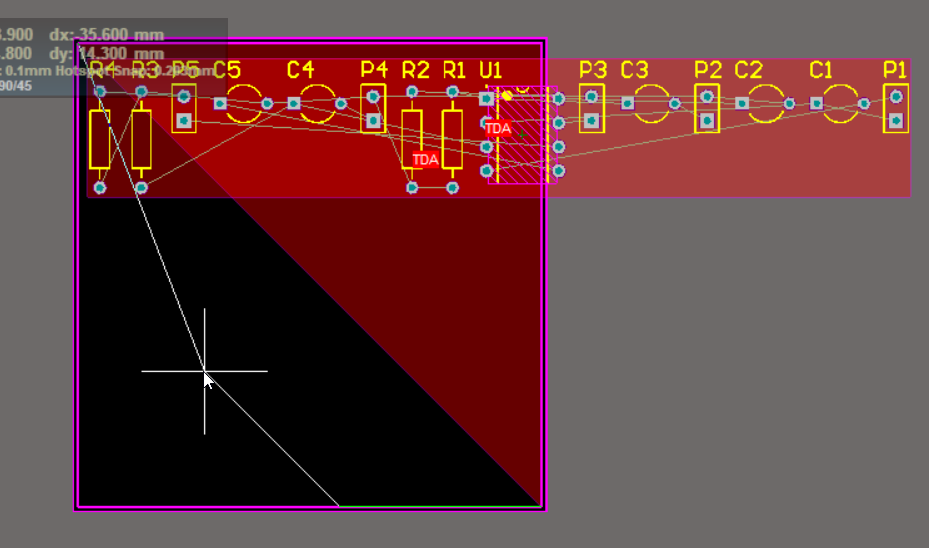 .900 dx: 35.600 mm
.800 dy: 14.300 mm
: 0.1mm Hotspot Snap: 0.203mm
90/45
R4 R3 P5 C5 C4 P4 R2 R1 U1 P3 C3 P2 C2 C1 P1
TDA
TDA